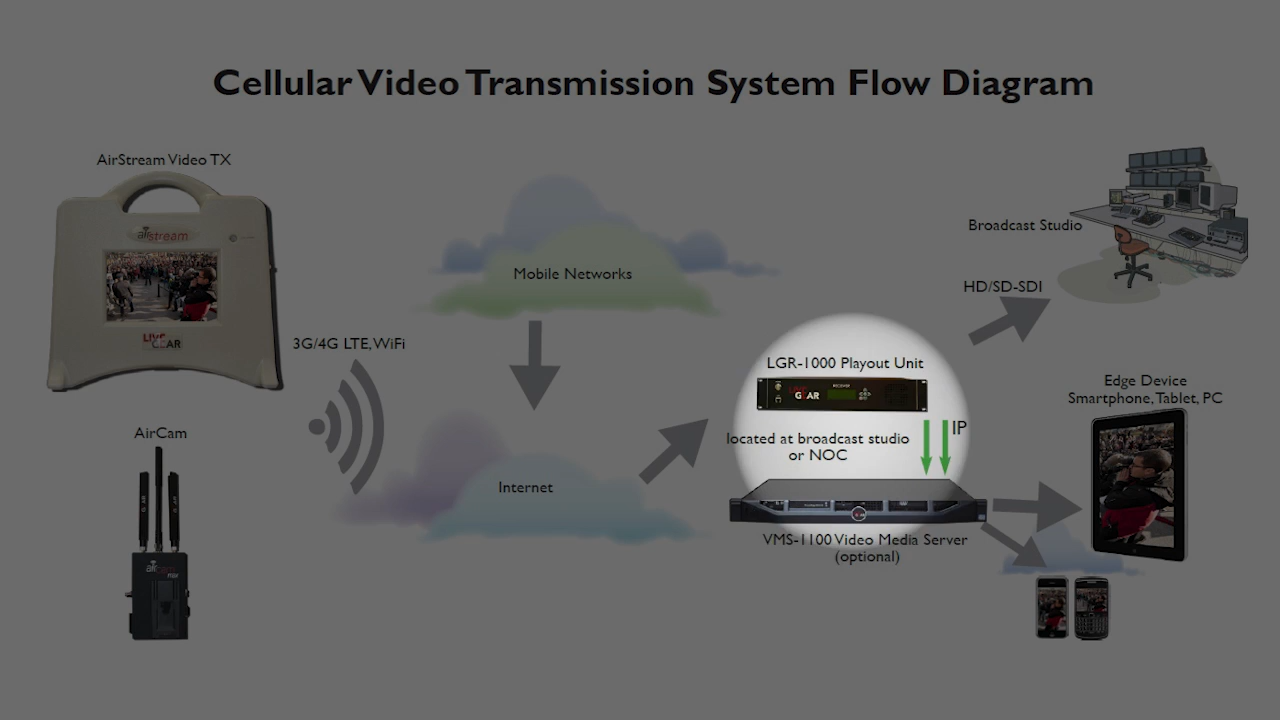 Cellular Video Transmission System Flow Diagram
AirStream Video TX
airstream
LIVE
GEAR
3G/4G LTE, WiFi
AirCam
Mobile Networks
Internet
LGR-1000 Playout Unit
RECEIVER
located at broadcast studio
or NOC
IP
VMS-1100 Video Media Server
(optional)
Broadcast Studio
HD/SD-SDI
Edge Device
Smartphone, Tablet, PC